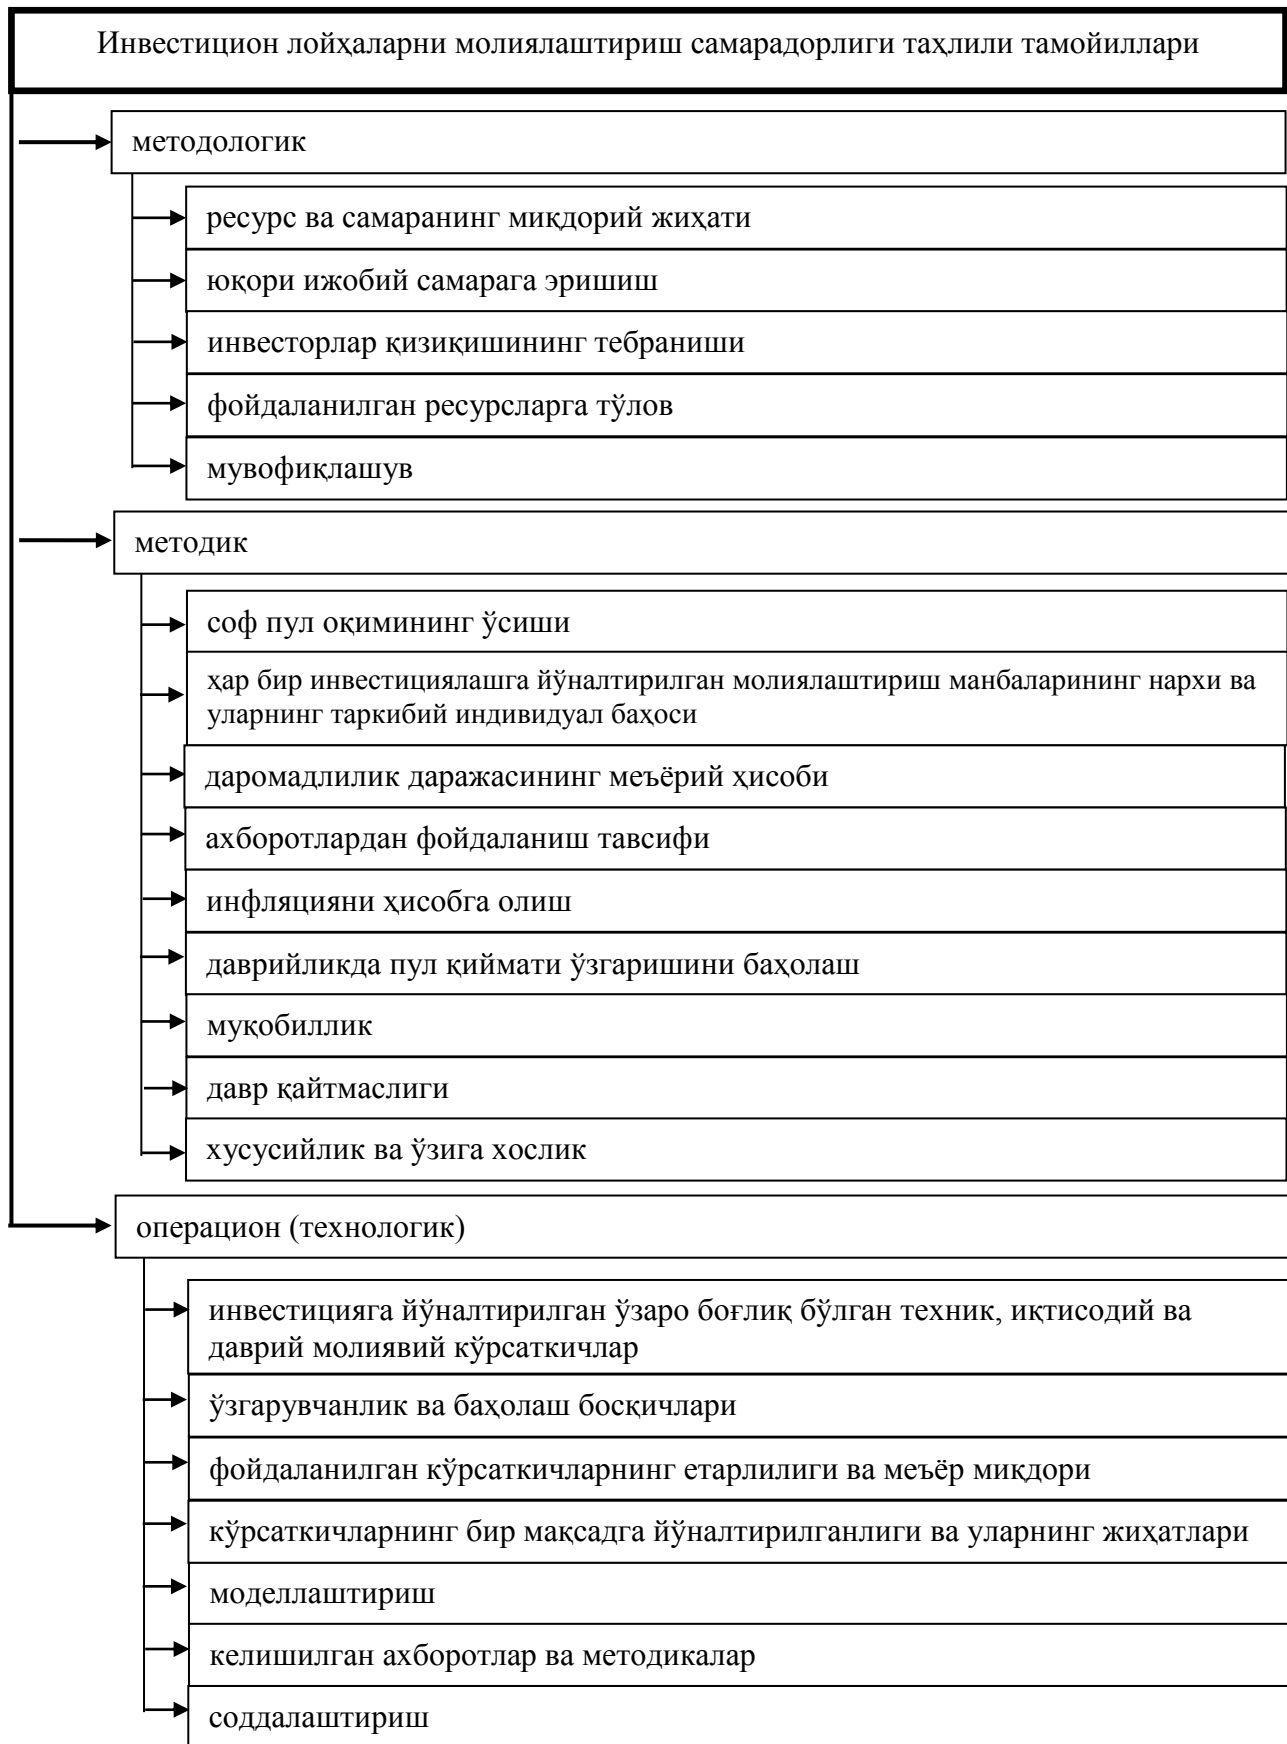 Инвестицион лойҳаларни молиялаштириш самарадорлиги таҳлили тамойиллари
методологик
ресурс ва самаранинг миқдорий жиҳати
юқори ижобий самарага эришиш
инвесторлар қизиқишининг тебраниши
фойдаланилган ресурсларга тўлов
мувофиқлашув
методик
соф пул оқимининг ўсиши
ҳар бир инвестициялашга йўналтирилган молиялаштириш манбаларининг нархи ва
уларнинг таркибий индивидуал баҳоси
даромадлилик даражасининг меъёрий ҳисоби
ахборотлардан фойдаланиш тавсифи
инфляцияни ҳисобга олиш
даврийликда пул қиймати ўзгаришини баҳолаш
муқобиллик
давр қайтмаслиги
хусусийлик ва ўзига хослик
операцион (технологик)
инвестицияга йўналтирилган ўзаро боғлиқ бўлган техник, иқтисодий ва
даврий молиявий кўрсаткичлар
ўзгарувчанлик ва баҳолаш босқичлари
фойдаланилган кўрсаткичларнинг етарлилиги ва меъёр миқдори
кўрсаткичларнинг бир мақсадга йўналтирилганлиги ва уларнинг жиҳатлари
моделлаштириш
келишилган ахборотлар ва методикалар
соддалаштириш